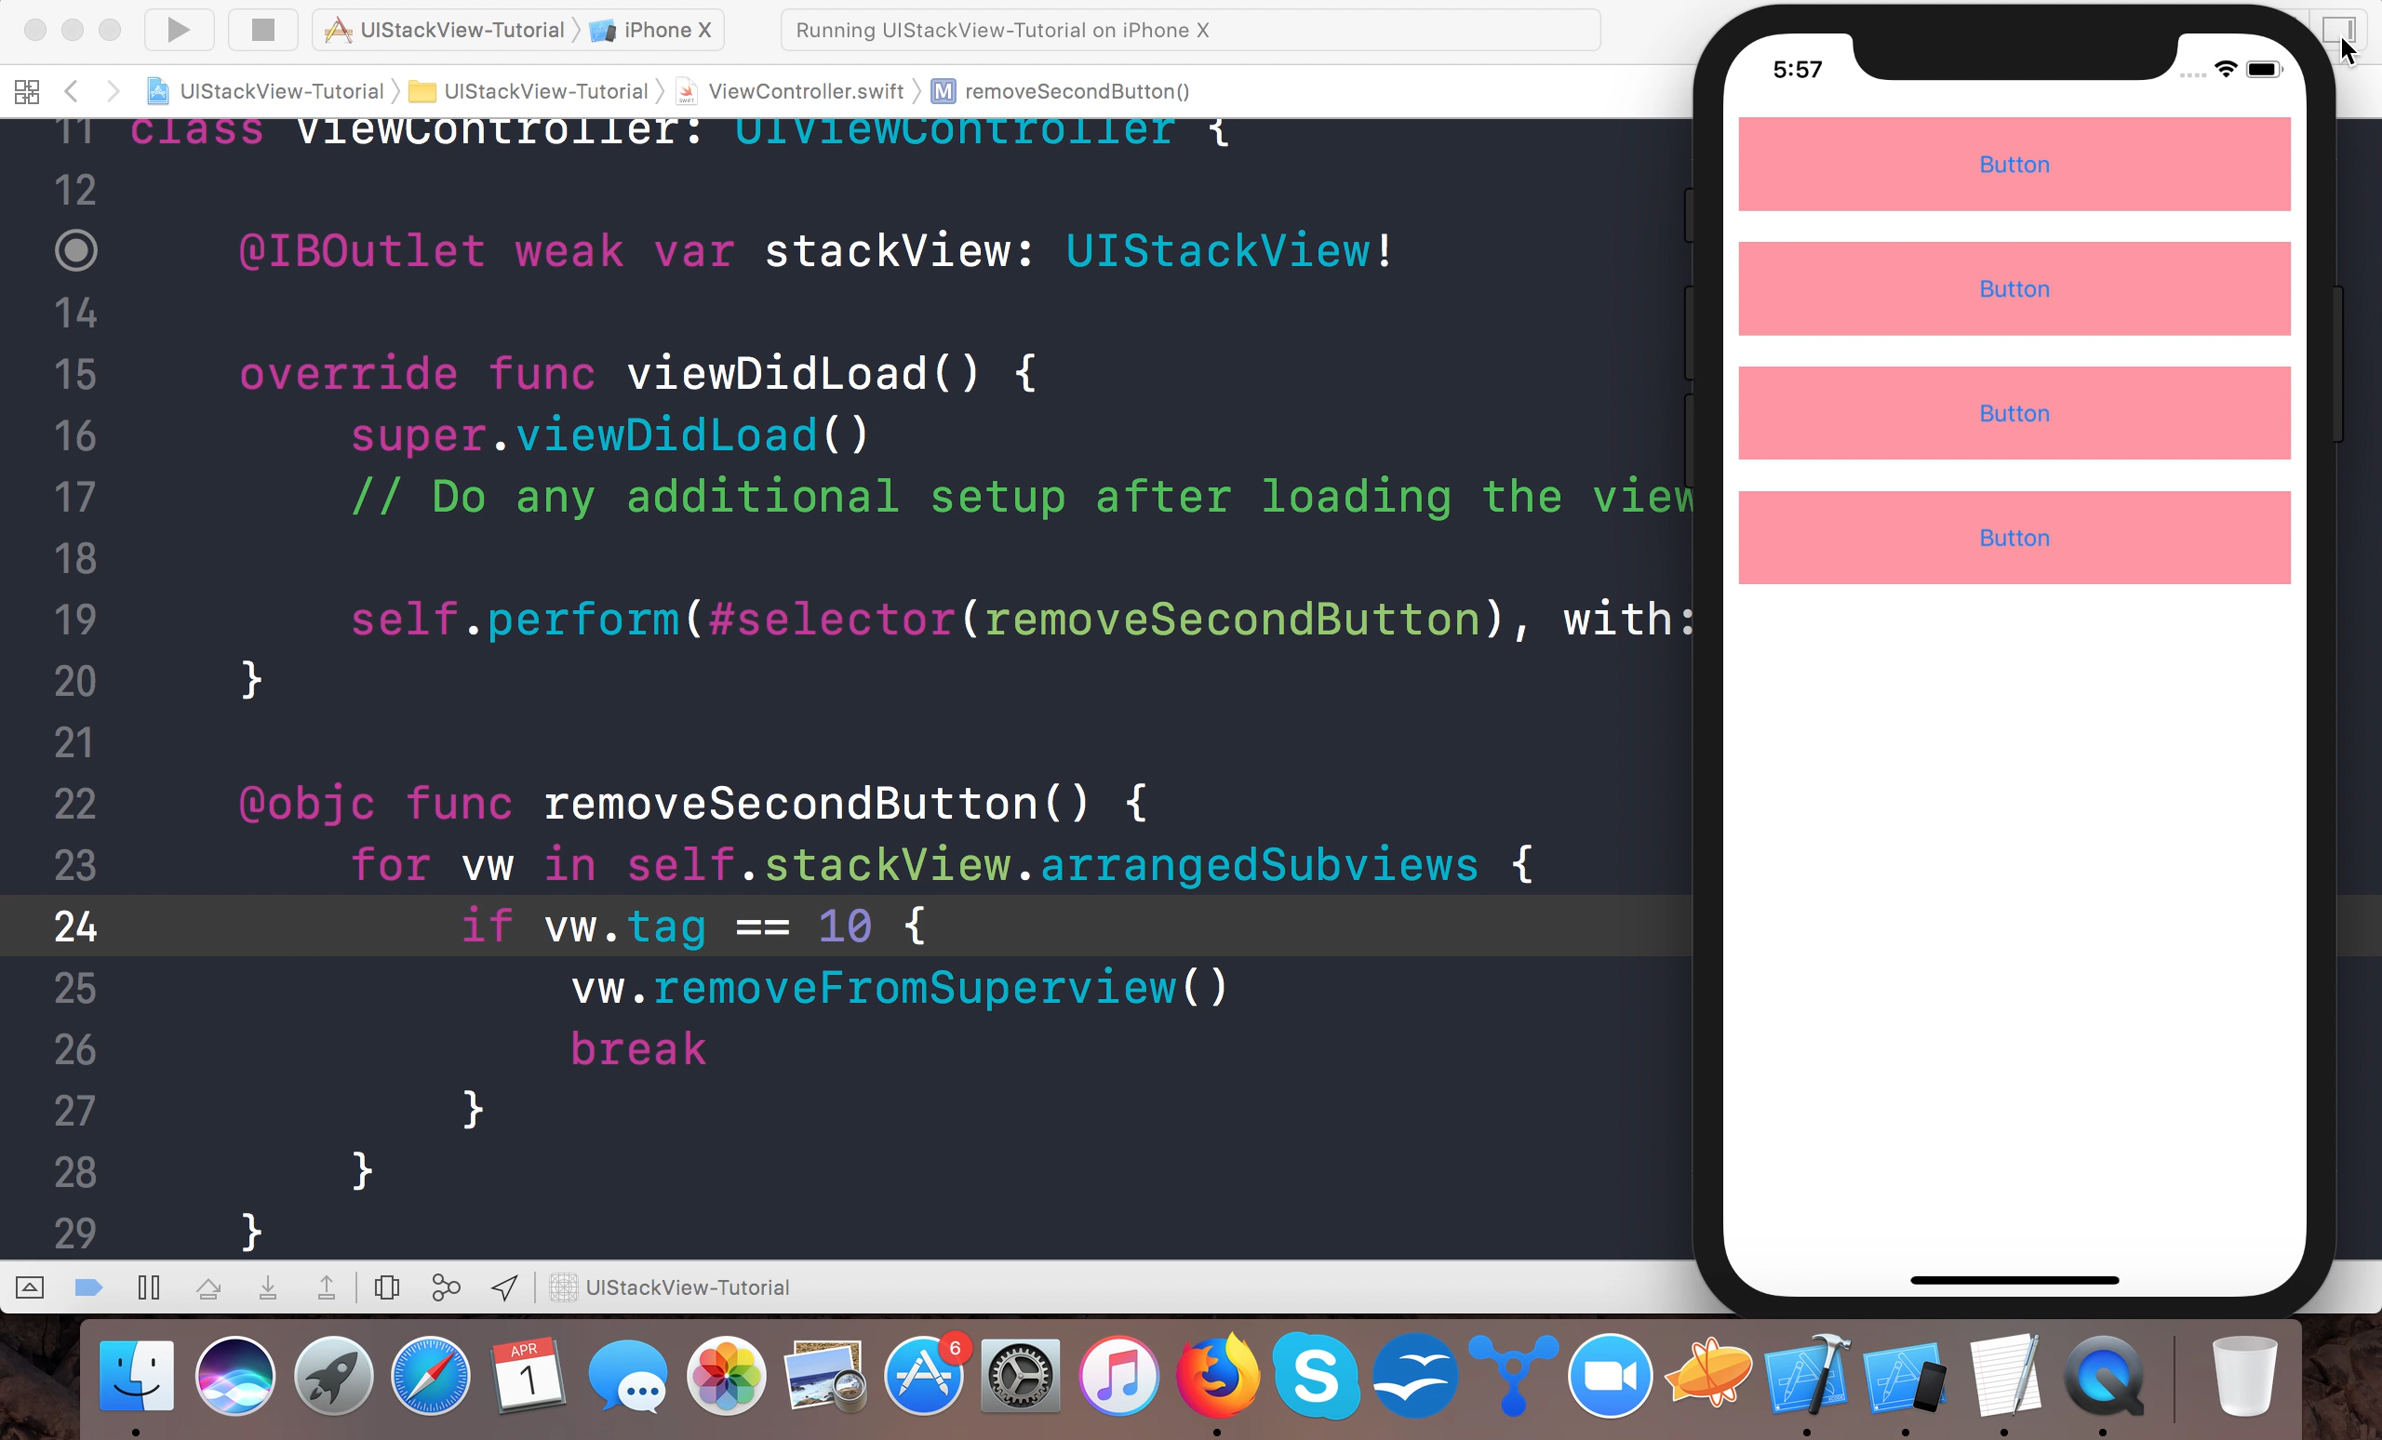 UIStackView-Tutorial iPhone X
Running UIStackView-Tutorial on iPhone X
UIStackView-Tutorial UIStackView-Tutorial ViewController.swift M removeSecondButton()
11 class ViewController: UIViewController {
12
@IBOutlet weak var stackView: UIStackView!
14
15 override func viewDidLoad() {
16 super.viewDidLoad()
17 // Do any additional setup after loading the view
18
19 self.perform(#selector(removeSecondButton), with:
20 }
21
22 @objc func removeSecondButton() {
23 for vw in self.stackView.arrangedSubviews {
24 if vw.tag == 10 {
25 vw.removeFromSuperview()
26 break
27 }
28 }
29 }
5:57
Button
Button
Button
Button
UIStackView-Tutorial
APR
1
6
S